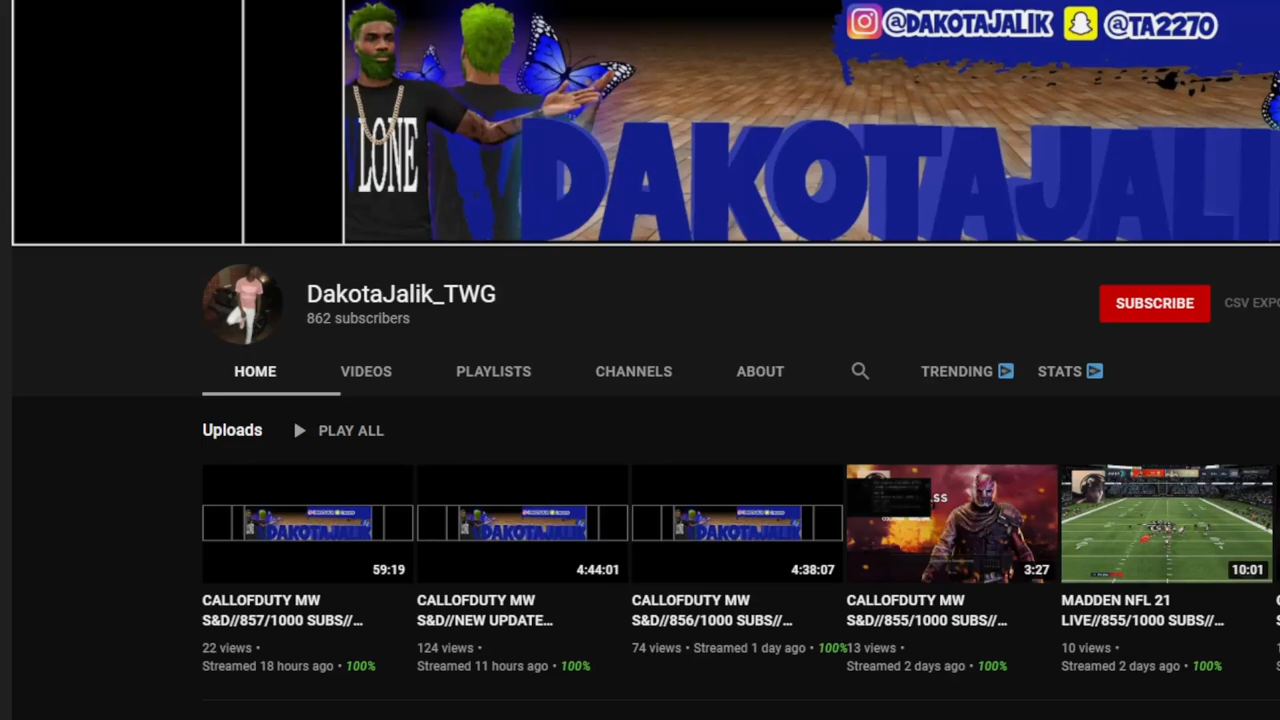 @DAKOTAJALIK @TA2270
LONE
DAKOTAJALI
DakotaJalik_TWG
862 subscribers
SUBSCRIBE
CSV EXPO
HOME VIDEOS PLAYLISTS CHANNELS ABOUT TRENDING STATS
Uploads PLAY ALL
DAKOTAJALIK DAKOTAJALIK DAKOTAJALIK SS
59:19 4:44:01 4:38:07 3:27 10:01
CALLOFDUTY MW CALLOFDUTY MW CALLOFDUTY MW CALLOFDUTY MW MADDEN NFL 21
S&D//857/1000 SUBS//... S&D//NEW UPDATE... S&D//856/1000 SUBS//... S&D//855/1000 SUBS//... LIVE//855/1000 SUBS//...
22 views • 124 views • 74 views • Streamed 1 day ago • 100% 13 views • 10 views •
Streamed 18 hours ago • 100% Streamed 11 hours ago • 100% Streamed 2 days ago • 100% Streamed 2 days ago • 100%